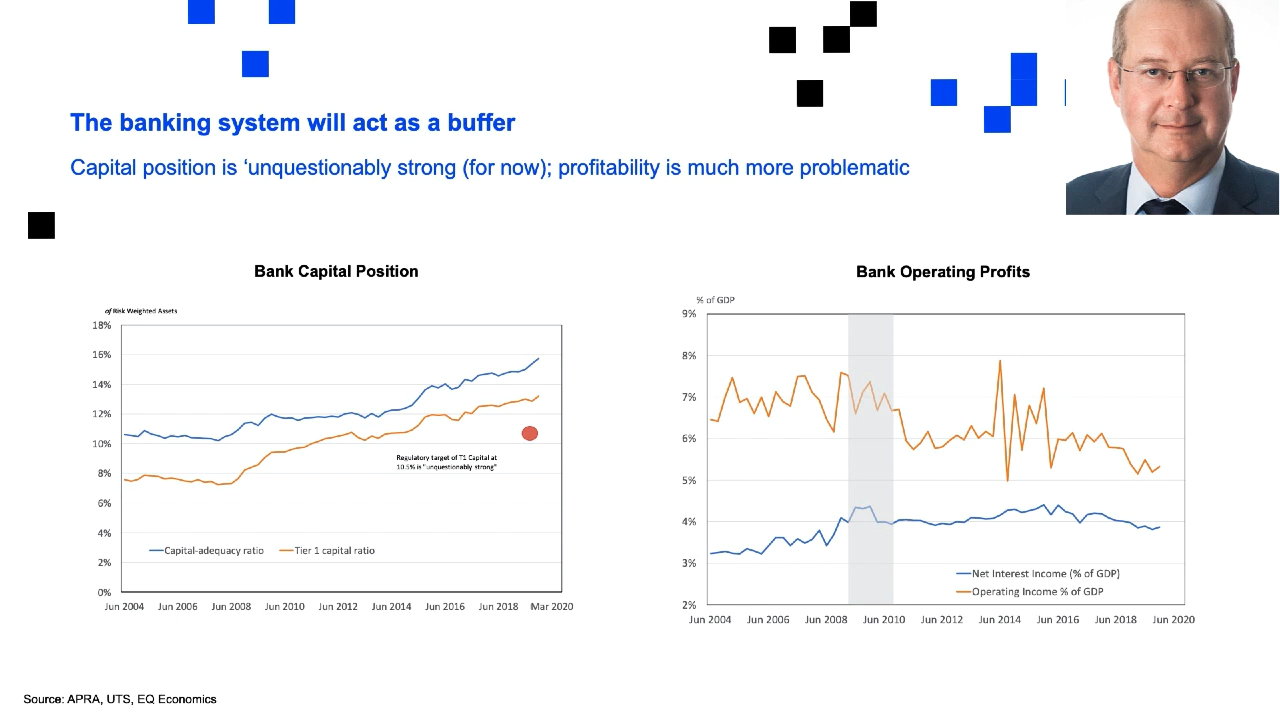 The banking system will act as a buffer
Capital position is ‘unquestionably strong (for now); profitability is much more problematic
Bank Capital Position
of Risk Weighted Assets
18%
16%
14%
12%
10%
8%
6%
4%
2%
0%
Regulatory target of T1 Capital at
10.5% is "unquestionably strong"
Capital-adequacy ratio
Tier 1 capital ratio
Jun 2004 Jun 2006 Jun 2008 Jun 2010 Jun 2012 Jun 2014 Jun 2016 Jun 2018 Mar 2020
Bank Operating Profits
% of GDP
9%
8%
7%
6%
5%
4%
3%
2%
Net Interest Income (% of GDP)
Operating Income % of GDP
Jun 2004 Jun 2006 Jun 2008 Jun 2010 Jun 2012 Jun 2014 Jun 2016 Jun 2018 Jun 2020
Source: APRA, UTS, EQ Economics